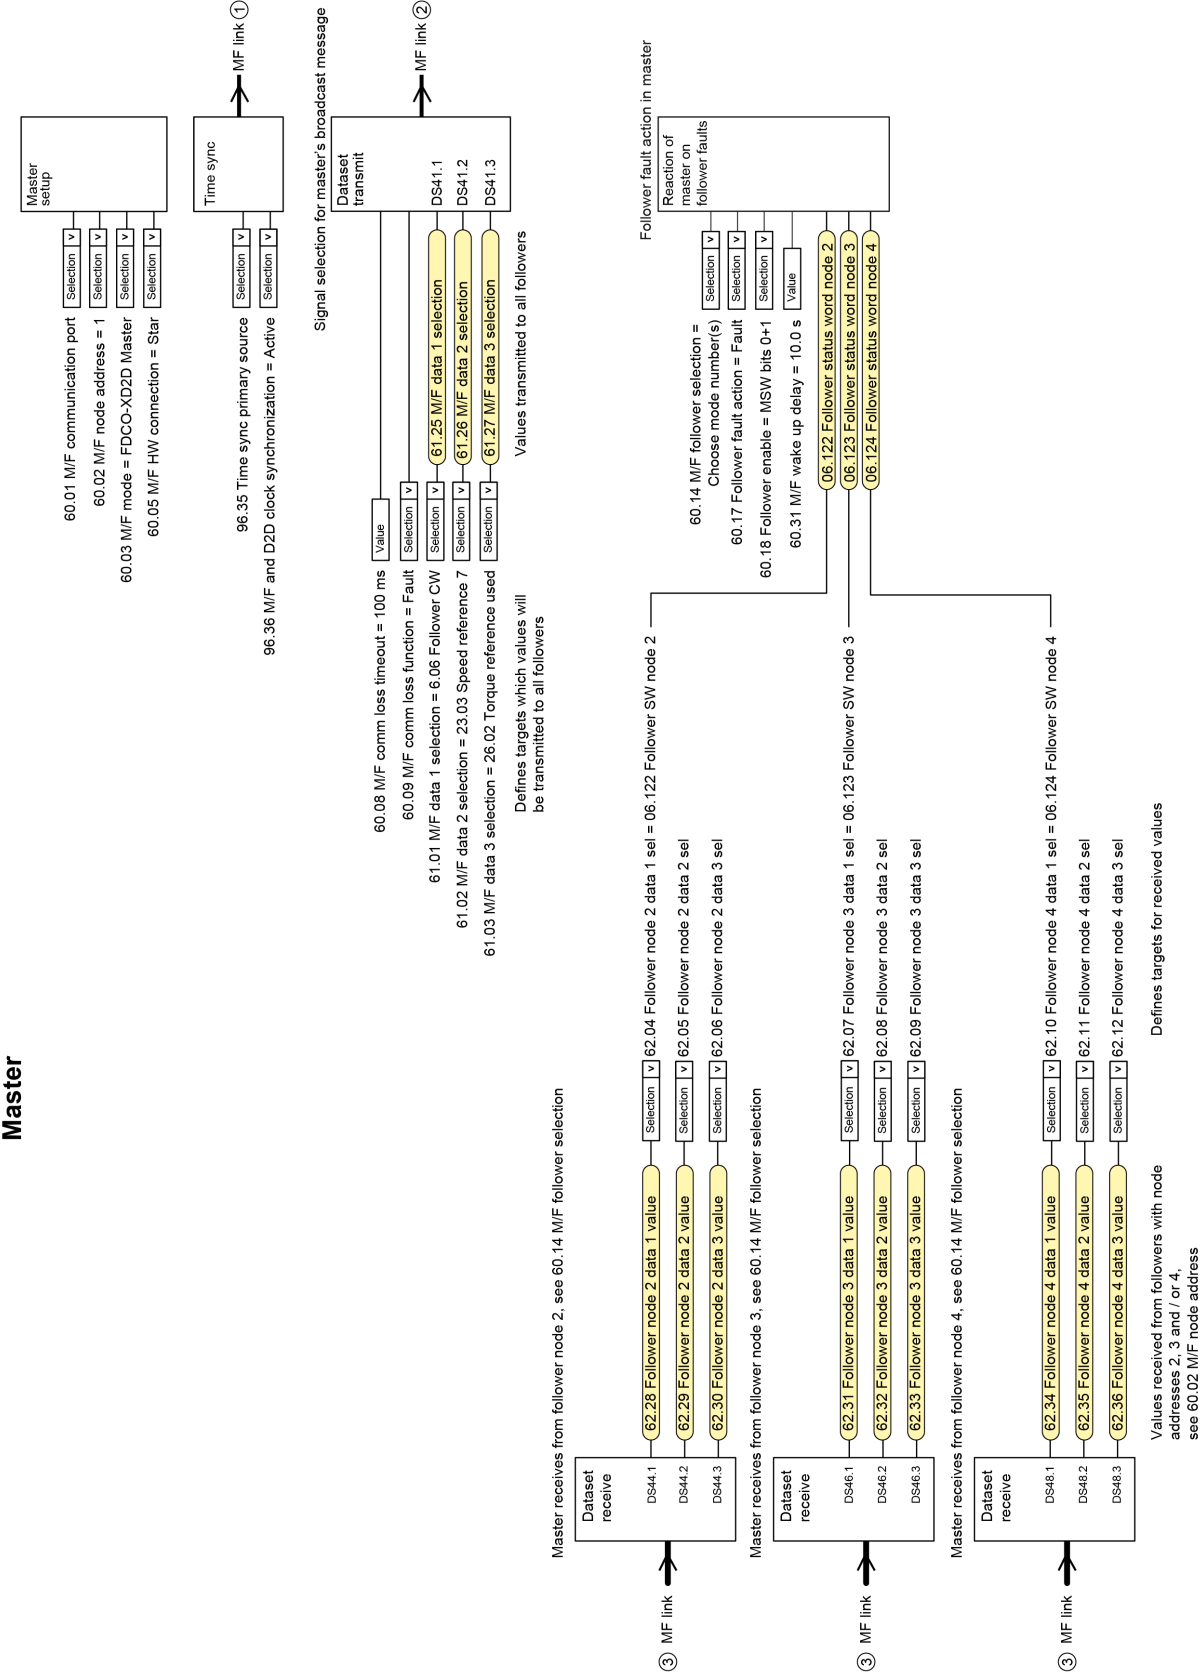 Master
60.01 M/F communication port
Selection v
60.02 M/F node address = 1
Selection v
60.03 M/F mode = FDCO-XD2D Master
Selection v
60.05 M/F HW connection = Star
Selection v
Master
setup
96.35 Time sync primary source
Selection v
96.36 M/F and D2D clock synchronization = Active
Selection v
Time sync
MF link 1
Signal selection for master's broadcast message
60.08 M/F comm loss timeout = 100 ms
Value
60.09 M/F comm loss function = Fault
Selection v
61.01 M/F data 1 selection = 6.06 Follower CW
Selection v
61.25 M/F data 1 selection
DS41.1
61.02 M/F data 2 selection = 23.03 Speed reference 7
Selection v
61.26 M/F data 2 selection
DS41.2
61.03 M/F data 3 selection = 26.02 Torque reference used
Selection v
61.27 M/F data 3 selection
DS41.3
Dataset
transmit
MF link 2
Defines targets which values will
be transmitted to all followers
Values transmitted to all followers
Master receives from follower node 2, see 60.14 M/F follower selection
3 MF link
Dataset
receive
DS44.1
62.28 Follower node 2 data 1 value
Selection v
62.04 Follower node 2 data 1 sel = 06.122 Follower SW node 2
DS44.2
62.29 Follower node 2 data 2 value
Selection v
62.05 Follower node 2 data 2 sel
DS44.3
62.30 Follower node 2 data 3 value
Selection v
62.06 Follower node 2 data 3 sel
Follower fault action in master
60.14 M/F follower selection =
Choose mode number(s)
Selection v
60.17 Follower fault action = Fault
Selection v
60.18 Follower enable = MSW bits 0+1
Selection v
60.31 M/F wake up delay = 10.0 s
Value
06.122 Follower status word node 2
06.123 Follower status word node 3
06.124 Follower status word node 4
Reaction of
master on
follower faults
Master receives from follower node 3, see 60.14 M/F follower selection
3 MF link
Dataset
receive
DS46.1
62.31 Follower node 3 data 1 value
Selection v
62.07 Follower node 3 data 1 sel = 06.123 Follower SW node 3
DS46.2
62.32 Follower node 3 data 2 value
Selection v
62.08 Follower node 3 data 2 sel
DS46.3
62.33 Follower node 3 data 3 value
Selection v
62.09 Follower node 3 data 3 sel
Master receives from follower node 4, see 60.14 M/F follower selection
3 MF link
Dataset
receive
DS48.1
62.34 Follower node 4 data 1 value
Selection v
62.10 Follower node 4 data 1 sel = 06.124 Follower SW node 4
DS48.2
62.35 Follower node 4 data 2 value
Selection v
62.11 Follower node 4 data 2 sel
DS48.3
62.36 Follower node 4 data 3 value
Selection v
62.12 Follower node 4 data 3 sel
Values received from followers with node
addresses 2, 3 and / or 4,
see 60.02 M/F node address
Defines targets for received values